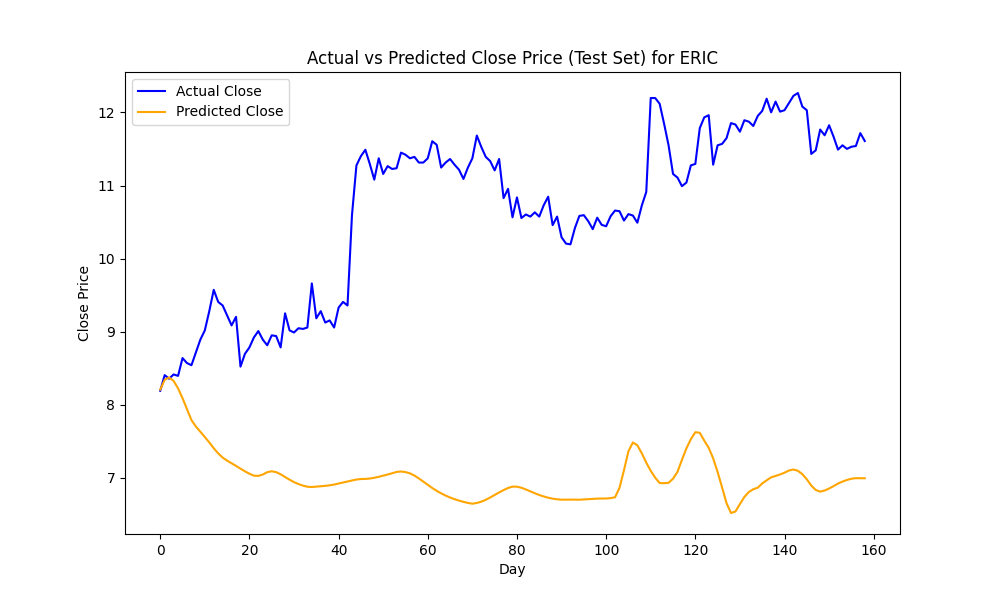 Actual vs Predicted Close Price (Test Set) for ERIC
Actual Close
Predicted Close
Close Price
12
11
10
9
8
7
0 20 40 60 80 100 120 140 160
Day